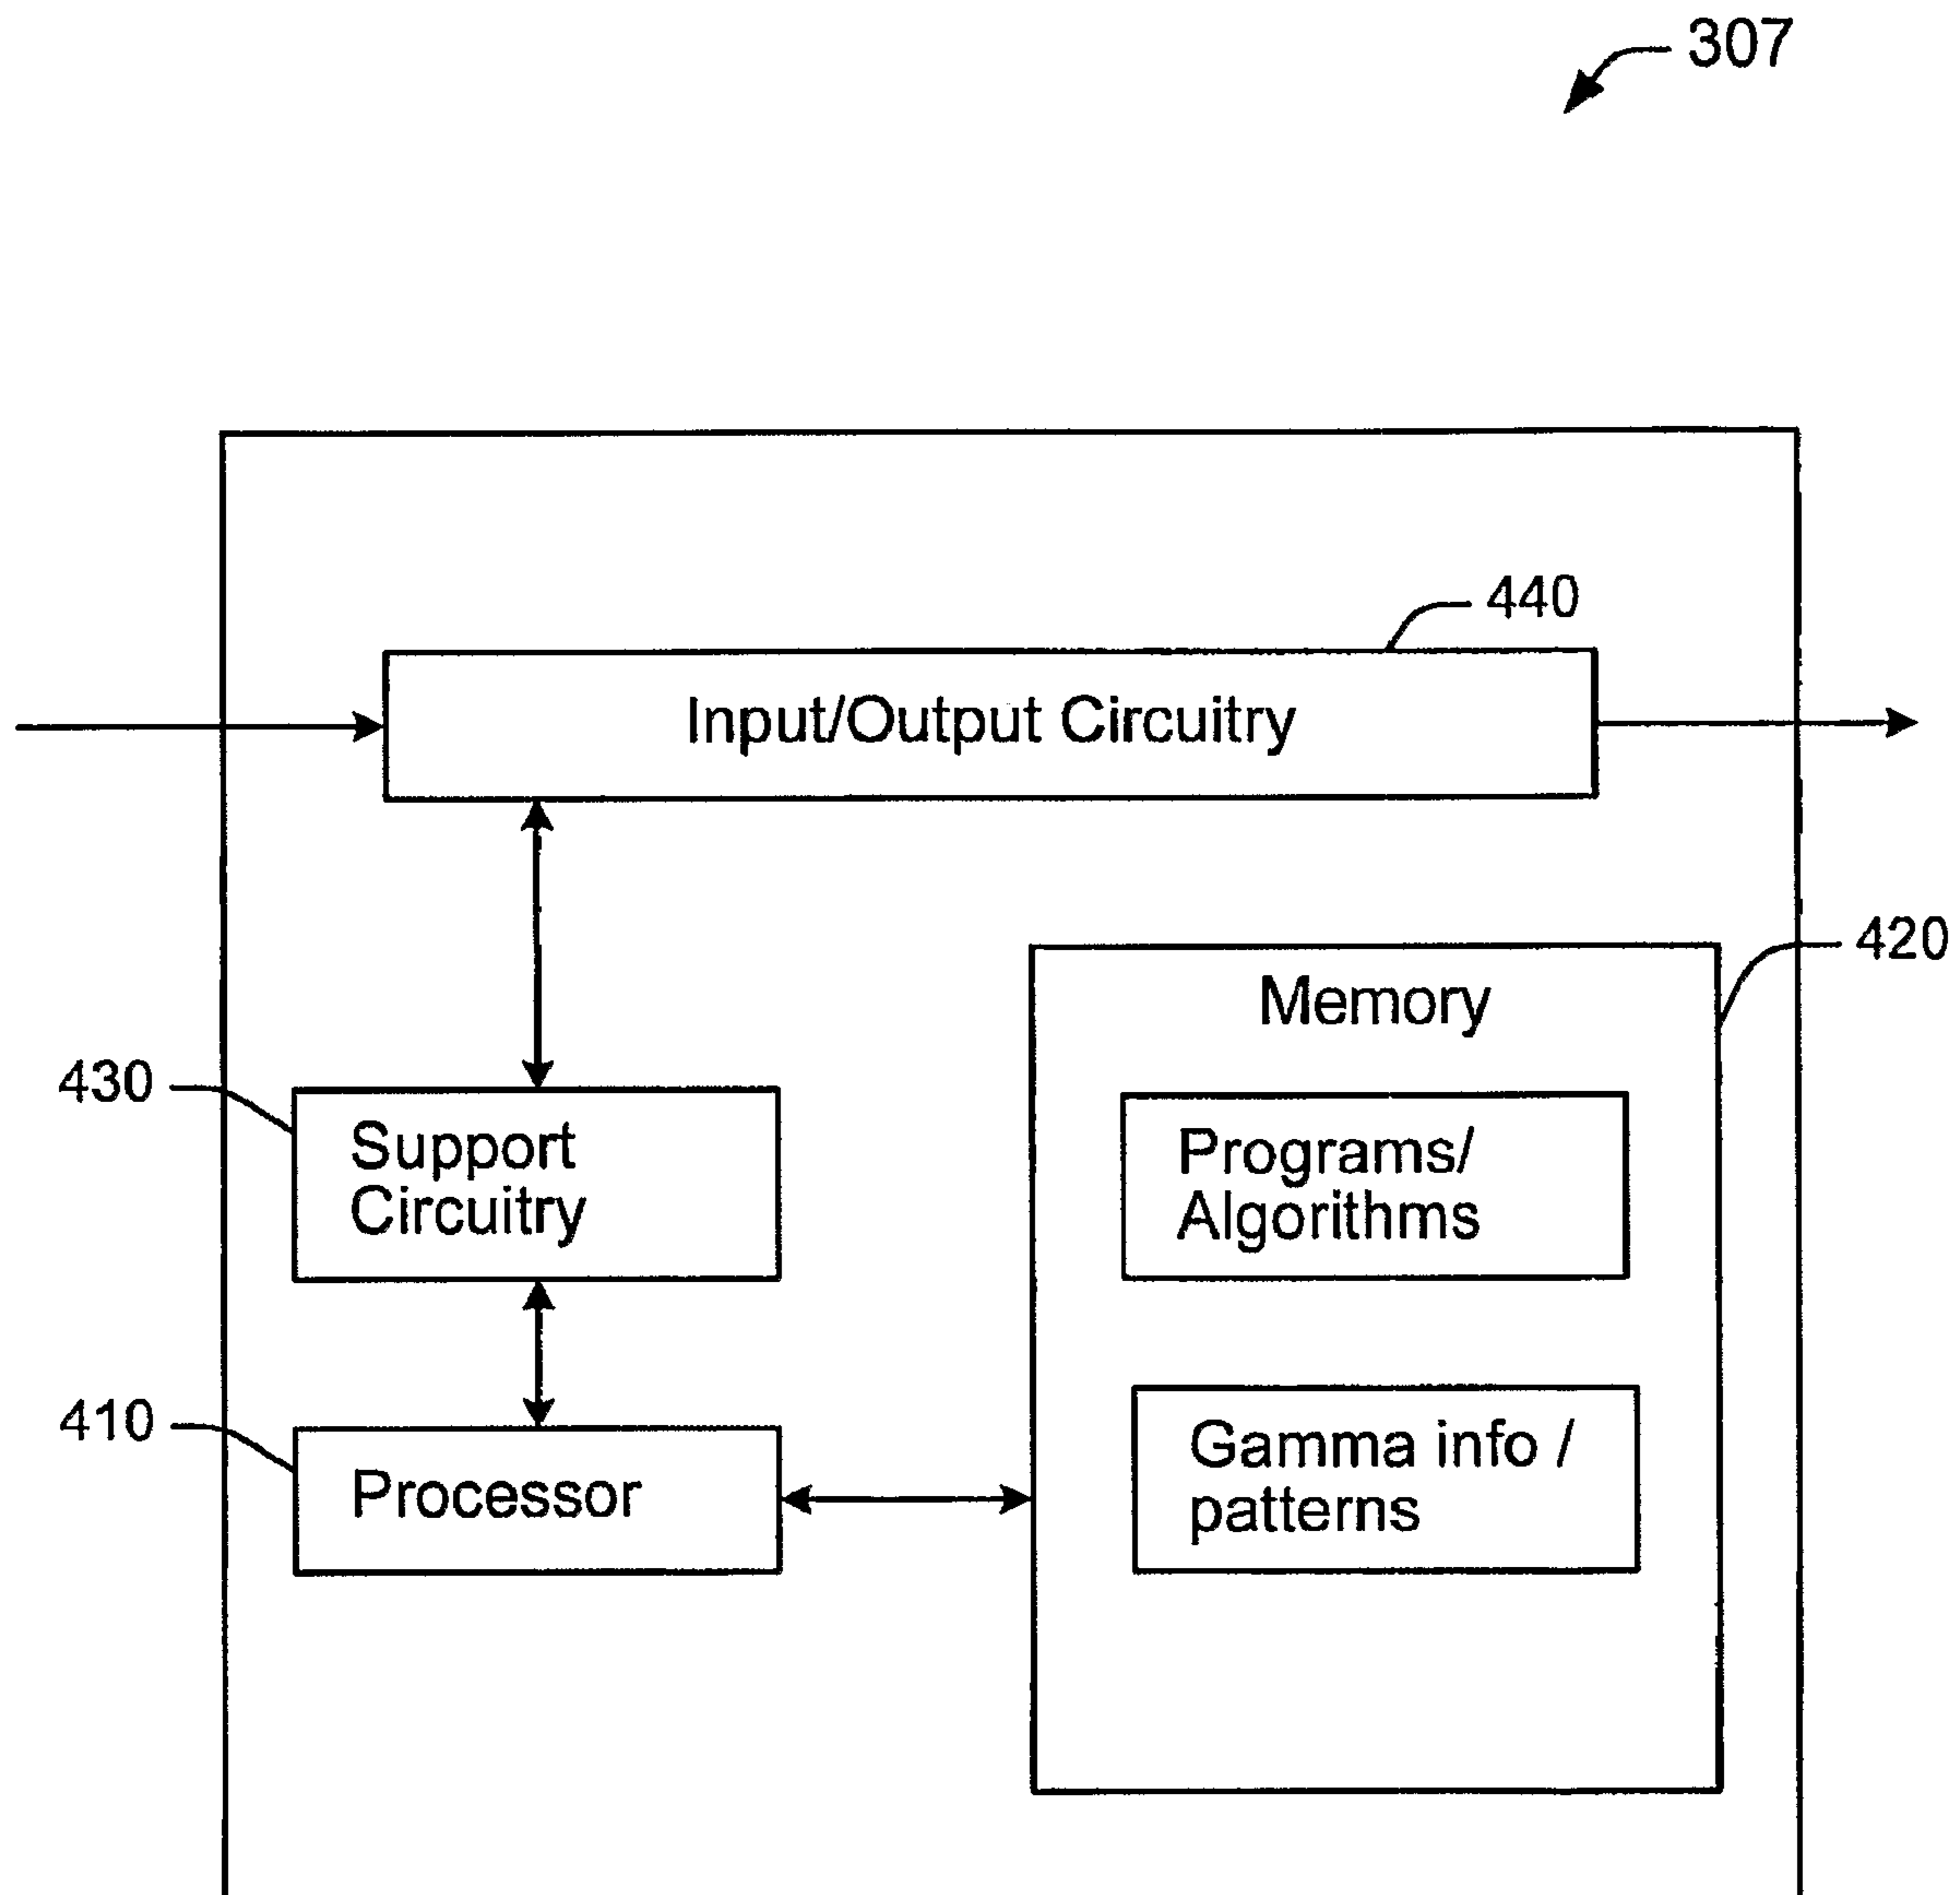 307
440
Input/Output Circuitry
420
Memory
430
Support
Circuitry
Programs/
Algorithms
410
Processor
Gamma info /
patterns